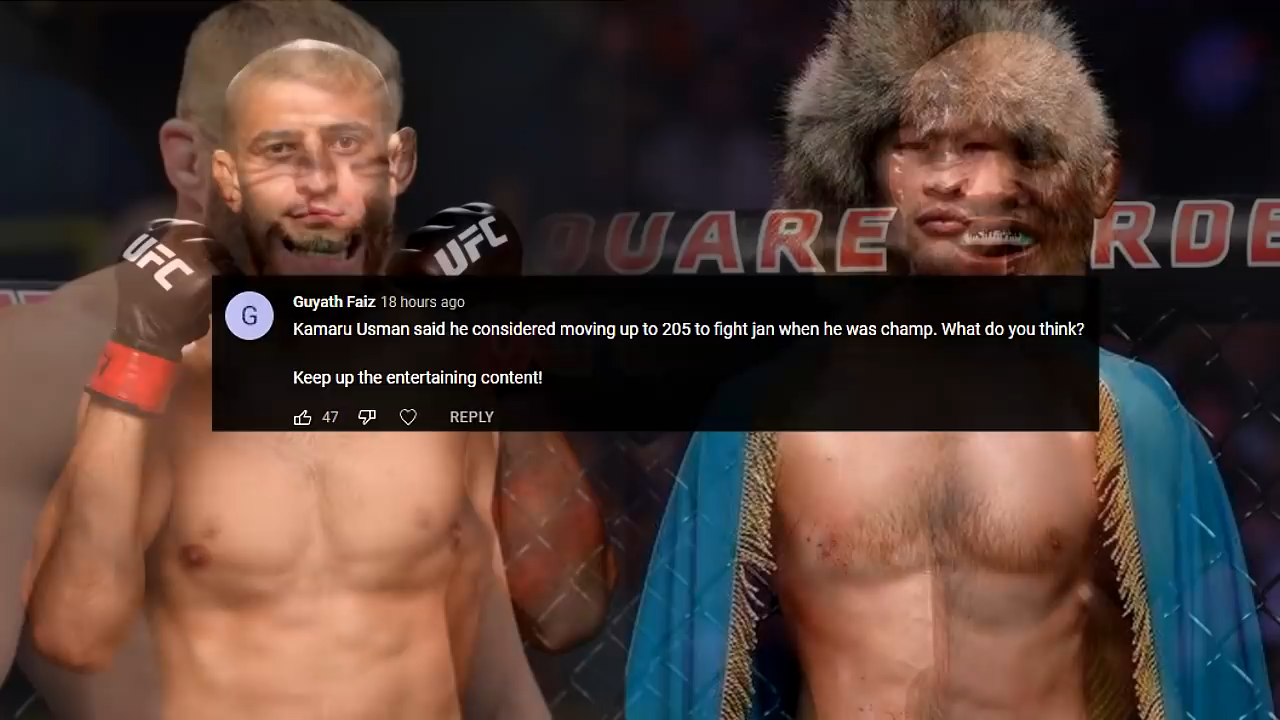 UFC
UFC
QUARE
RDE
G
Guyath Faiz 18 hours ago
Kamaru Usman said he considered moving up to 205 to fight jan when he was champ. What do you think?
Keep up the entertaining content!
47
REPLY